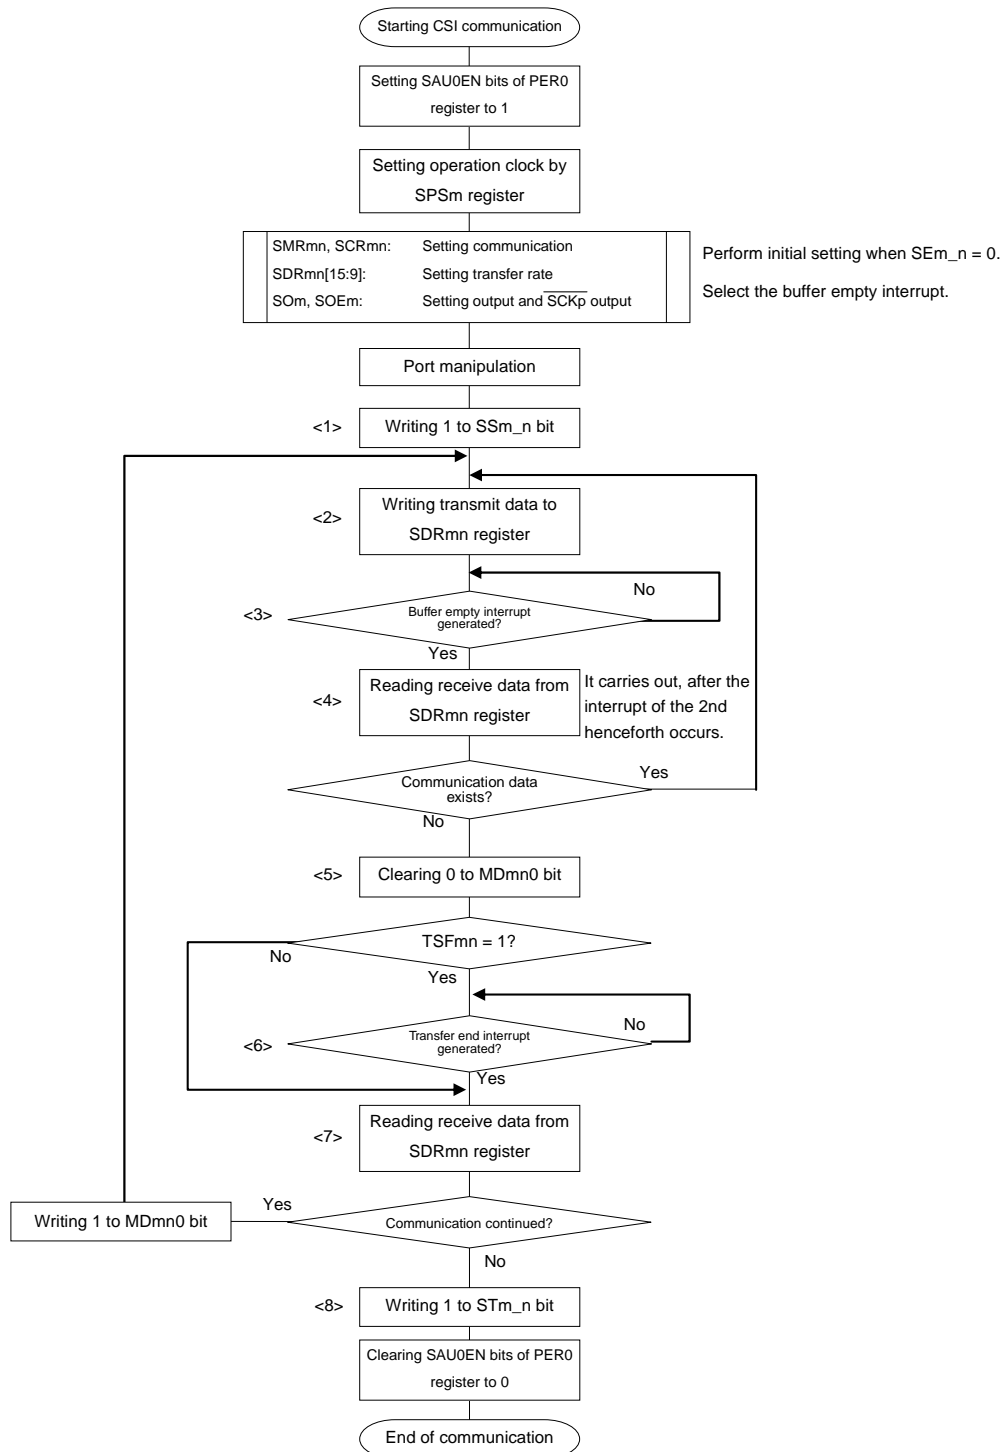 Starting CSI communication
Setting SAU0EN bits of PER0
register to 1
Setting operation clock by
SPSm register
SMRmn, SCRmn: Setting communication
SDRmn[15:9]: Setting transfer rate
SOm, SOEm: Setting output and SCKp output
Perform initial setting when SEm_n = 0.
Select the buffer empty interrupt.
Port manipulation
<1> Writing 1 to SSm_n bit
Writing transmit data to
<2>
SDRmn register
No
Buffer empty interrupt
<3>
generated?
Yes
Reading receive data from
<4>
SDRmn register
It carries out, after the
interrupt of the 2nd
henceforth occurs.
Communication data
exists?
Yes
No
<5> Clearing 0 to MDmn0 bit
TSFmn = 1?
No
Yes
No
Transfer end interrupt
<6>
generated?
Yes
Reading receive data from
<7>
SDRmn register
Yes
Writing 1 to MDmn0 bit
Communication continued?
No
<8> Writing 1 to STm_n bit
Clearing SAU0EN bits of PER0
register to 0
End of communication